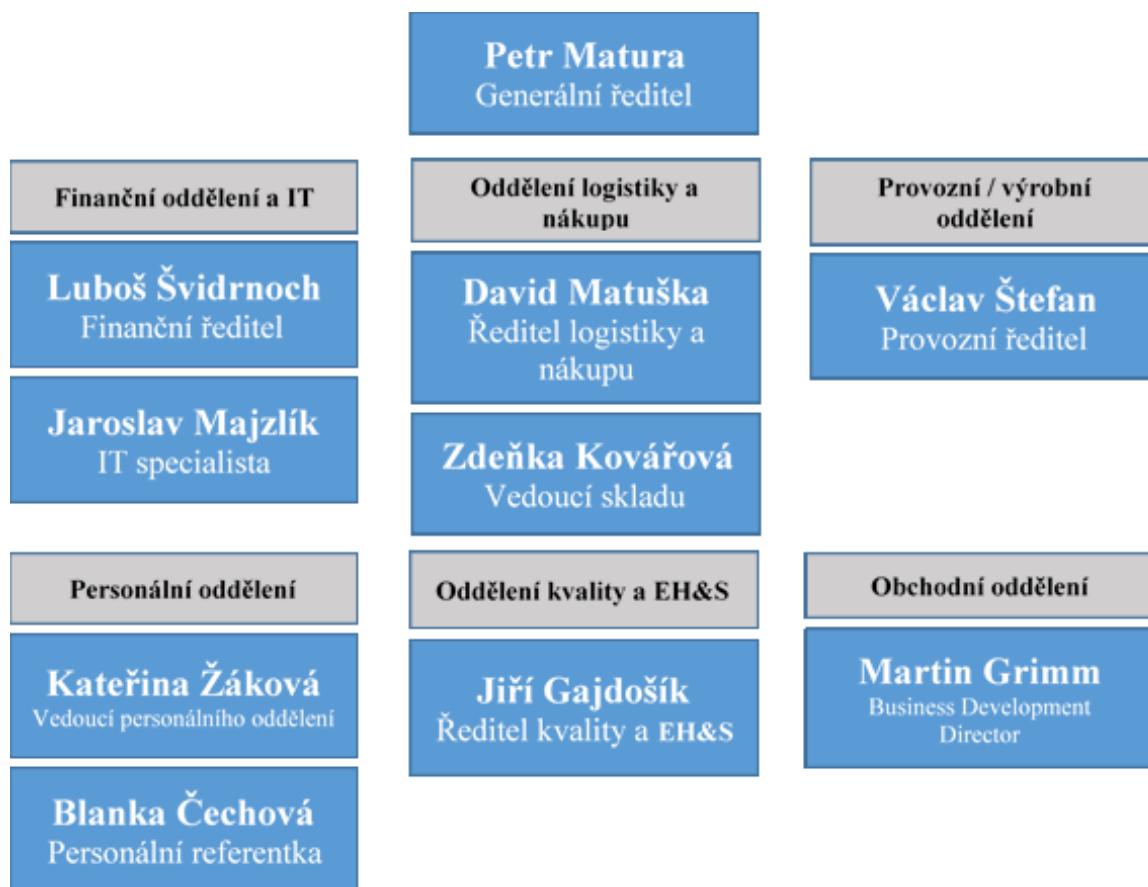 Petr Matura
Generální ředitel
Finanční oddělení a IT
Luboš Švidrnoch
Finanční ředitel
Jaroslav Majzlík
IT specialista
Oddělení logistiky a
nákupu
David Matuška
Ředitel logistiky a
nákupu
Zdeňka Kovářová
Vedoucí skladu
Provozní / výrobní
oddělení
Václav Štefan
Provozní ředitel
Personální oddělení
Kateřina Žáková
Vedoucí personálního oddělení
Blanka Čechová
Personální referentka
Oddělení kvality a EH&S
Jiří Gajdošík
Ředitel kvality a EH&S
Obchodní oddělení
Martin Grimm
Business Development
Director